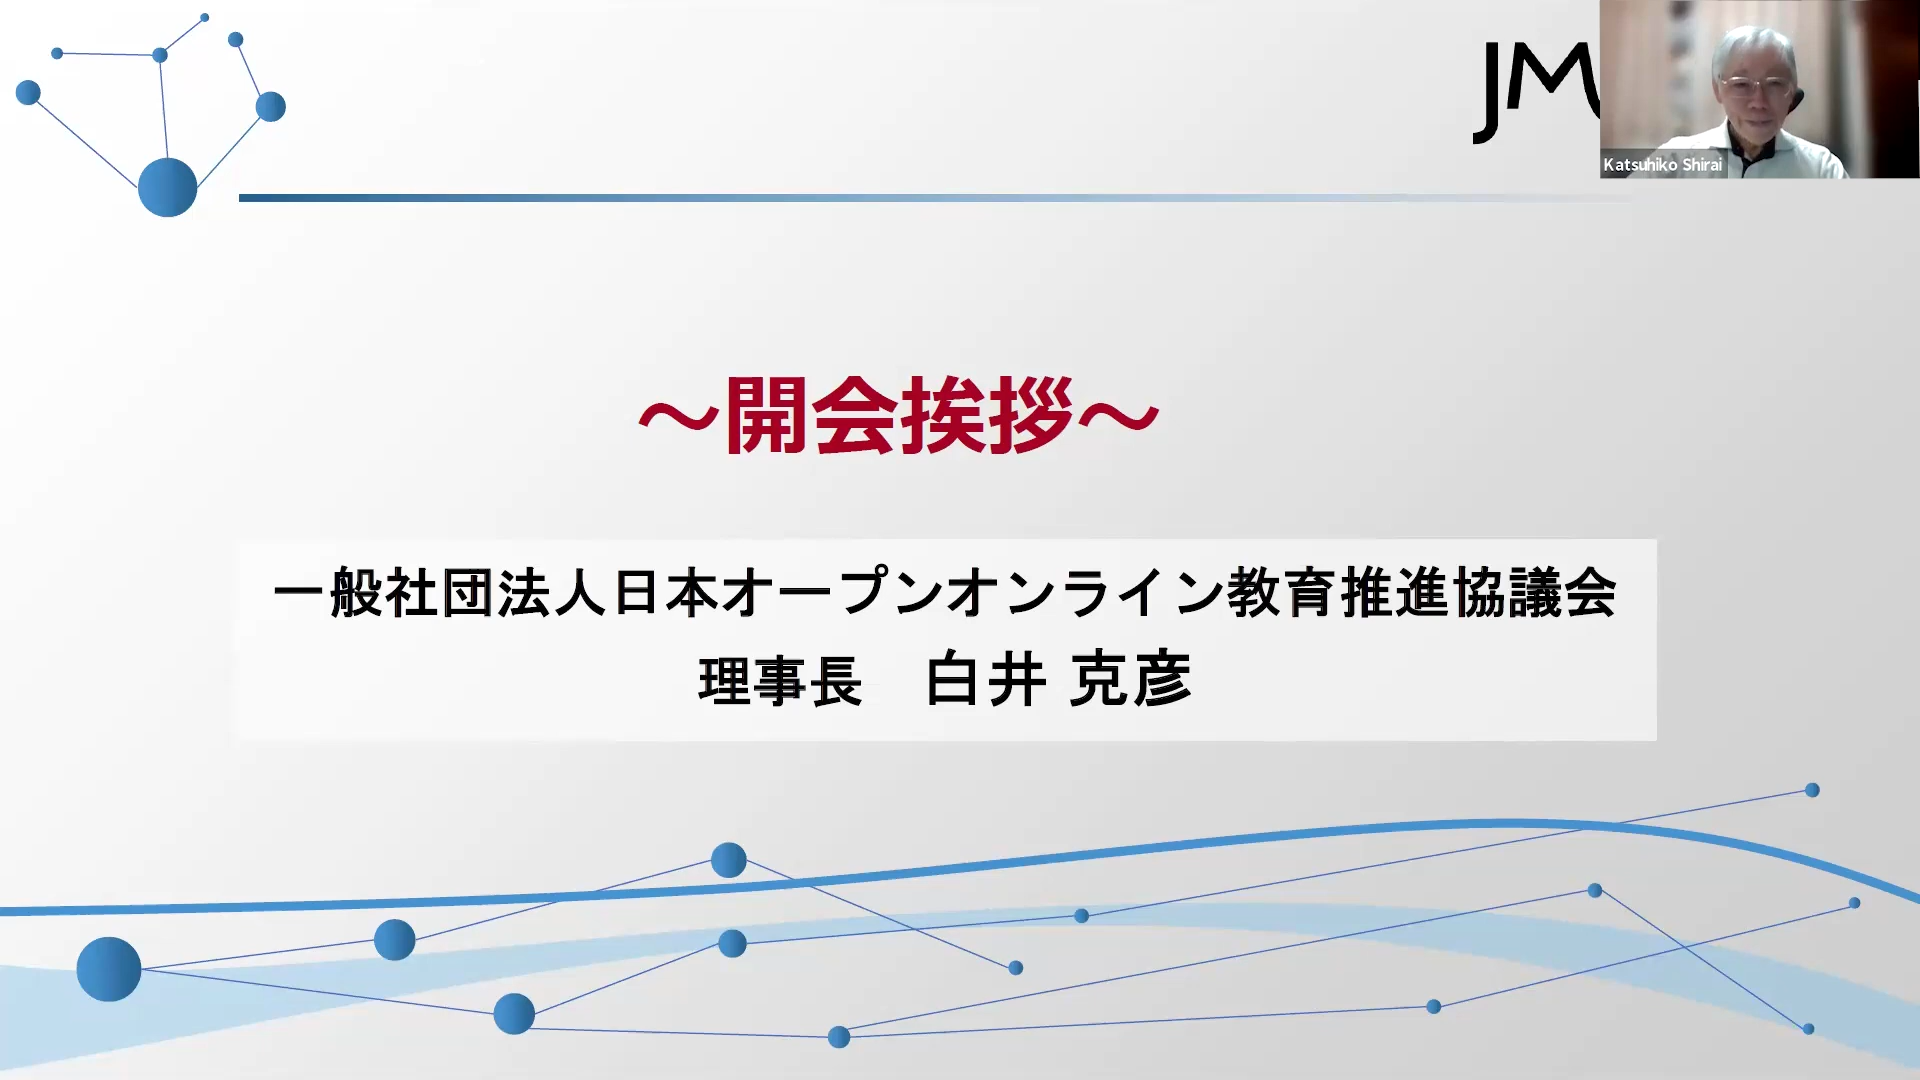 JM
Katsuhiko Shirai
～開会挨拶～
一般社団法人日本オープンオンライン教育推進協議会
理事長　白井 克彦